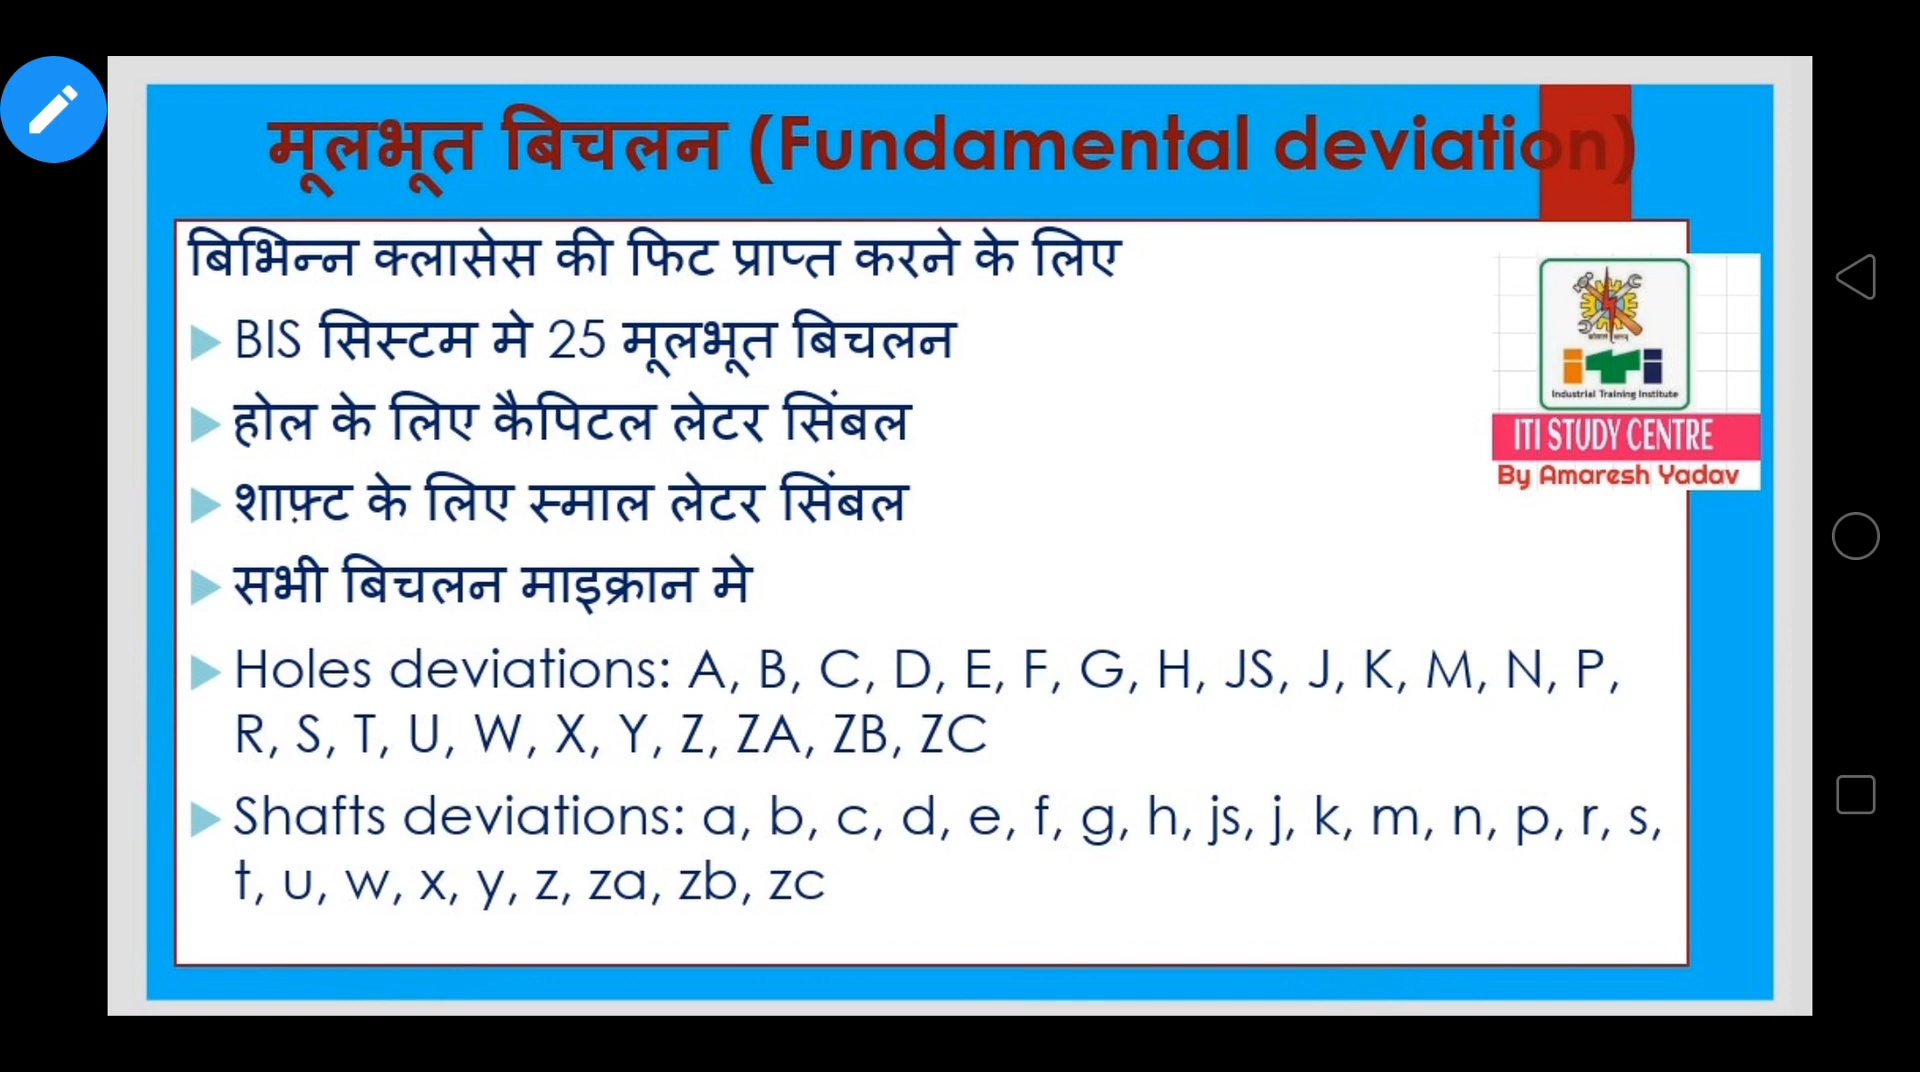 मूलभूत बिचलन (Fundamental deviation)
बिभिन्न क्लासेस की फिट प्राप्त करने के लिए
BIS सिस्टम मे 25 मूलभूत बिचलन
होल के लिए कैपिटल लेटर सिंबल
शाफ़्ट के लिए स्माल लेटर सिंबल
सभी बिचलन माइक्रान मे
Holes deviations: A, B, C, D, E, F, G, H, JS, J, K, M, N, P,
R, S, T, U, W, X, Y, Z, ZA, ZB, ZC
Shafts deviations: a, b, c, d, e, f, g, h, js, j, k, m, n, p, r, s,
t, u, w, x, y, z, za, zb, zc
iti
Industrial Training Institute
ITI STUDY CENTRE
By Amaresh Yadav